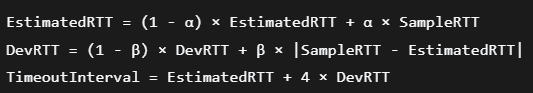 EstimatedRTT = (1 - α) × EstimatedRTT + α × SampleRTT
DevRTT = (1 - β) × DevRTT + β × |SampleRTT - EstimatedRTT|
TimeoutInterval = EstimatedRTT + 4 × DevRTT